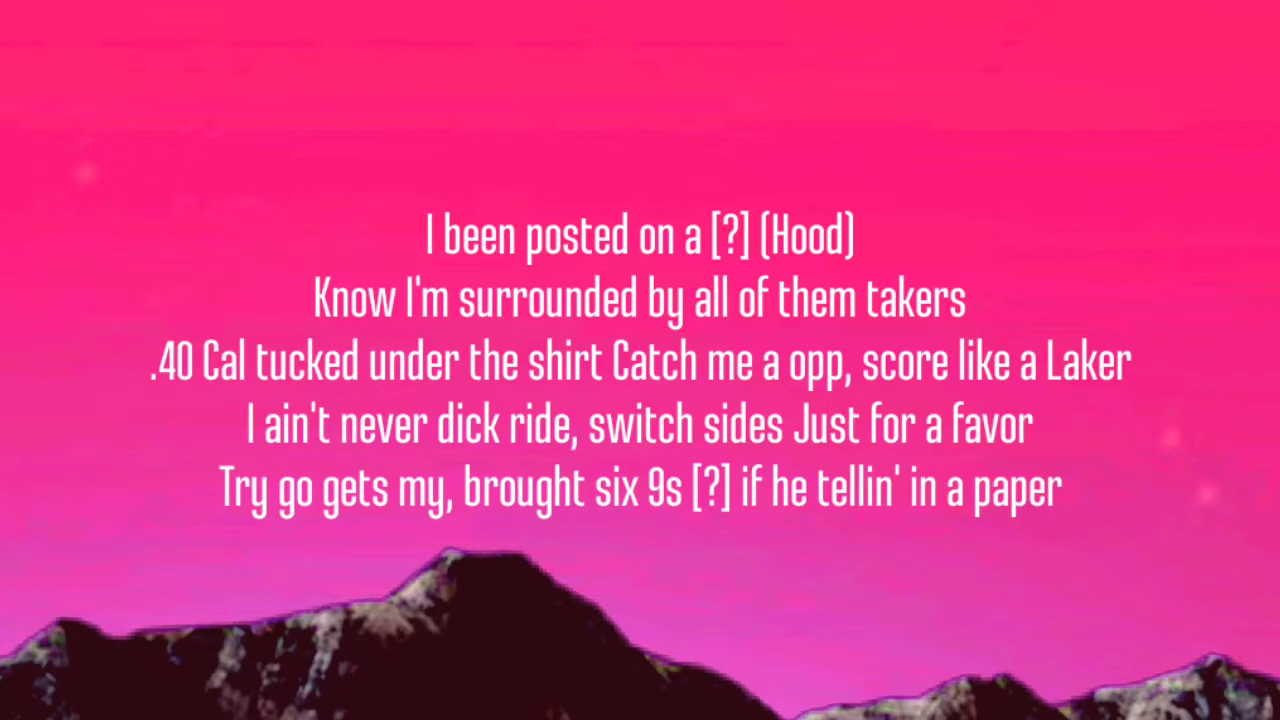 I been posted on a [?] (Hood)
Know I'm surrounded by all of them takers
.40 Cal tucked under the shirt Catch me a opp, score like a Laker
I ain't never dick ride, switch sides Just for a favor
Try go gets my, brought six 9s [?] if he tellin' in a paper